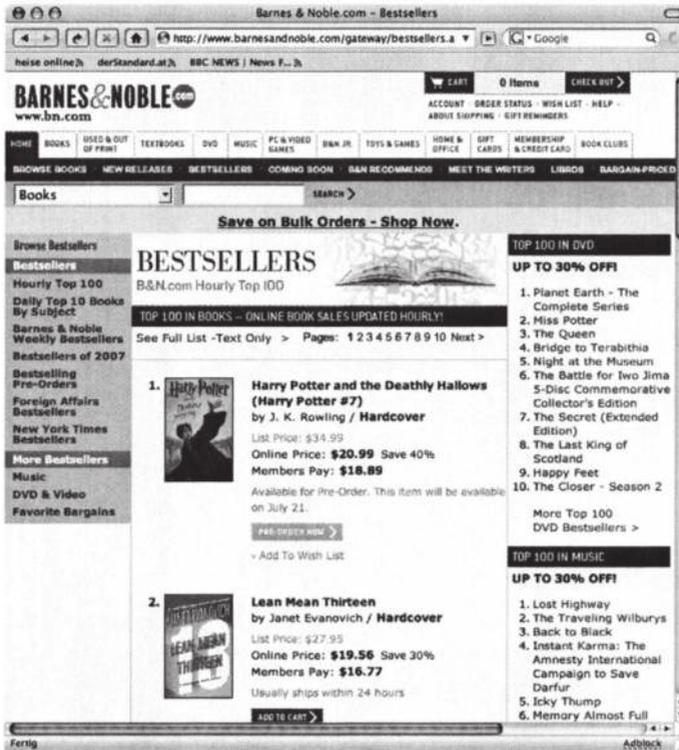 Barnes & Noble.com – Bestsellers
http://www.barnesandnoble.com/gateway/bestsellers.a
Google
heise online derStandard.at BBC NEWS | News F...
BARNES&NOBLE.com
www.bn.com
CART 0 Items CHECK OUT
ACCOUNT - ORDER STATUS - WISH LIST - HELP -
ABOUT SHIPPING - GIFT REMINDERS
HOME BOOKS USED & OUT OF PRINT TEXTBOOKS DVD MUSIC PC & VIDEO GAMES B&N JR. TOYS & GAMES HOME & OFFICE GIFT CARDS MEMBERSHIP & CREDIT CARD BOOK CLUBS
BROWSE BOOKS NEW RELEASES BESTSELLERS COMING SOON B&N RECOMMENDS MEET THE WRITERS LIBROS BARGAIN-PRICED
Books SEARCH
Save on Bulk Orders - Shop Now.
Browse Bestsellers
Bestsellers
Hourly Top 100
Daily Top 10 Books
By Subject
Barnes & Noble
Weekly Bestsellers
Bestsellers of 2007
Bestselling
Pre-Orders
Foreign Affairs
Bestsellers
New York Times
Bestsellers
More Bestsellers
Music
DVD & Video
Favorite Bargains
BESTSELLERS
B&N.com Hourly Top 100
TOP 100 IN BOOKS — ONLINE BOOK SALES UPDATED HOURLY!
See Full List -Text Only > Pages: 1 2 3 4 5 6 7 8 9 10 Next >
1.
Harry Potter
Harry Potter and the Deathly Hallows
(Harry Potter #7)
by J. K. Rowling / Hardcover
List Price: $34.99
Online Price: $20.99 Save 40%
Members Pay: $18.89
Available for Pre-Order. This item will be available
on July 21.
PRE-ORDER NOW
Add To Wish List
2.
EVANOVICH
LEAN MEAN
THIRTEEN
13
Lean Mean Thirteen
by Janet Evanovich / Hardcover
List Price: $27.95
Online Price: $19.56 Save 30%
Members Pay: $16.77
Usually ships within 24 hours
ADD TO CART
TOP 100 IN DVD
UP TO 30% OFF!
1. Planet Earth - The
Complete Series
2. Miss Potter
3. The Queen
4. Bridge to Terabithia
5. Night at the Museum
6. The Battle for Iwo Jima
5-Disc Commemorative
Collector's Edition
7. The Secret (Extended
Edition)
8. The Last King of
Scotland
9. Happy Feet
10. The Closer - Season 2
More Top 100
DVD Bestsellers >
TOP 100 IN MUSIC
UP TO 30% OFF!
1. Lost Highway
2. The Traveling Wilburys
3. Back to Black
4. Instant Karma: The
Amnesty International
Campaign to Save
Darfur
5. Icky Thump
6. Memory Almost Full
Fertig Adblock